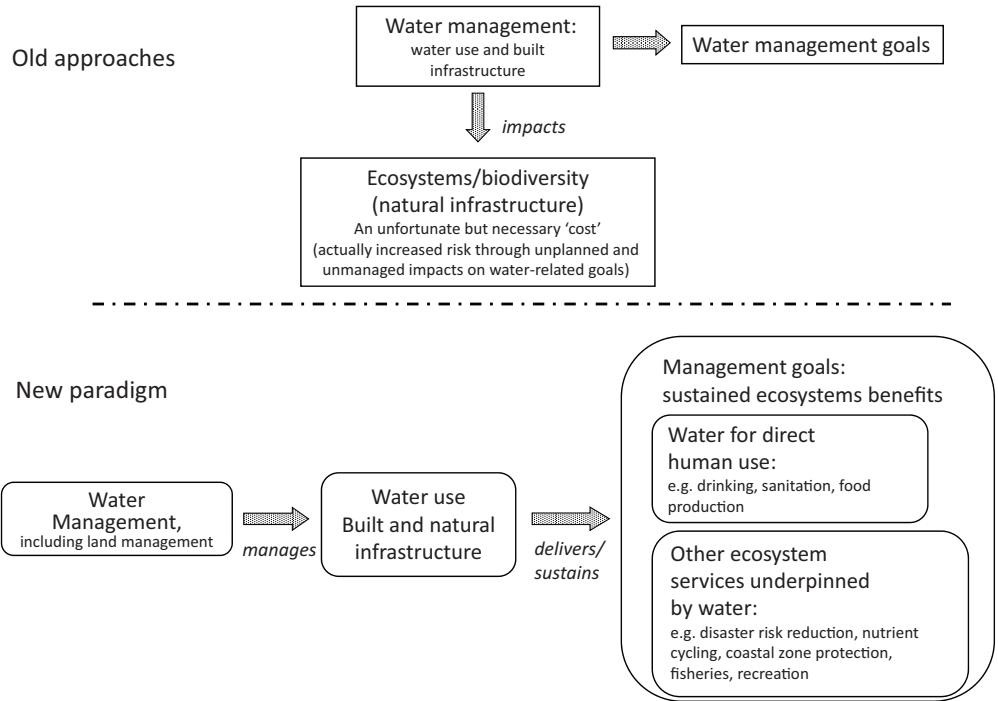 Old approaches
Water management:
water use and built
infrastructure
Water management goals
impacts
Ecosystems/biodiversity
(natural infrastructure)
An unfortunate but necessary ‘cost’
(actually increased risk through unplanned and
unmanaged impacts on water-related goals)
New paradigm
Water
Management,
including land management
manages
Water use
Built and natural
infrastructure
delivers/
sustains
Management goals:
sustained ecosystems benefits
Water for direct
human use:
e.g. drinking, sanitation, food
production
Other ecosystem
services underpinned
by water:
e.g. disaster risk reduction, nutrient
cycling, coastal zone protection,
fisheries, recreation